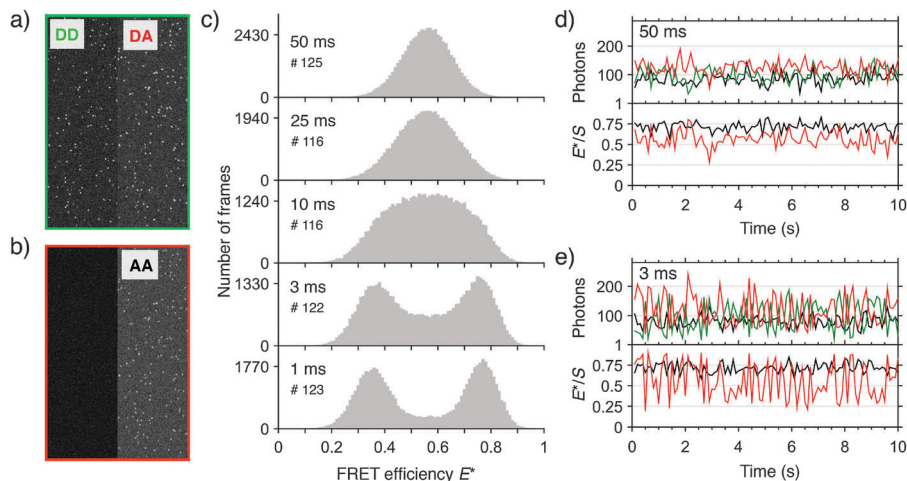 a)
DD DA
b)
AA
c)
Number of frames
2430
0
50 ms
# 125
1940
0
25 ms
# 116
1240
0
10 ms
# 116
1330
0
3 ms
# 122
1770
0
1 ms
# 123
0 0.2 0.4 0.6 0.8 1
FRET efficiency E*
d)
50 ms
Photons
200
100
1
E*/S
0.75
0.5
0.25
0
0 2 4 6 8 10
Time (s)
e)
3 ms
Photons
200
100
1
E*/S
0.75
0.5
0.25
0 2 4 6 8 10
Time (s)